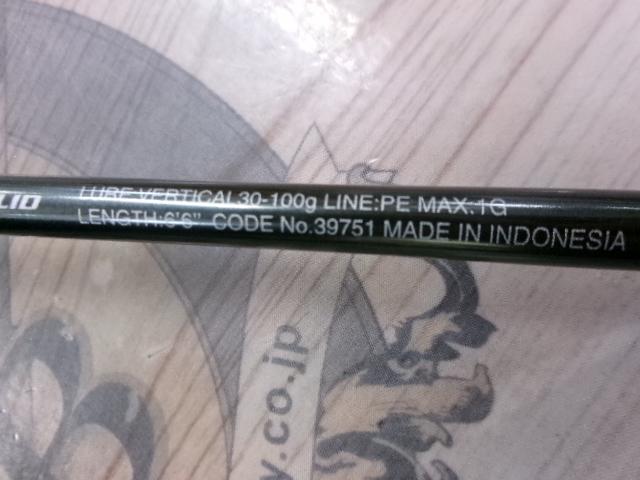 LURE VERTICAL 30-100g LINE:PE MAX.1G
LENGTH:6'6" CODE No.39751 MADE IN INDONESIA
y.co.jp